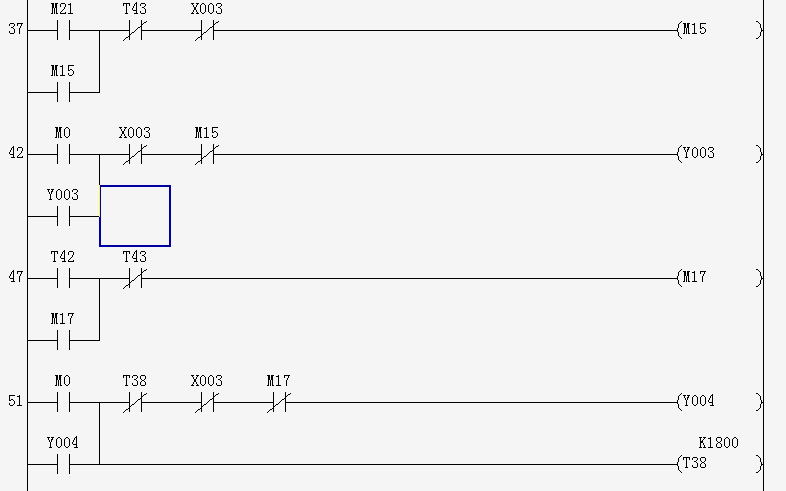 M21 T43 X003
37 (M15 )
M15
M0 X003 M15
42 (Y003 )
Y003
T42 T43
47 (M17 )
M17
M0 T38 X003 M17
51 (Y004 )
Y004 K1800
(T38 )